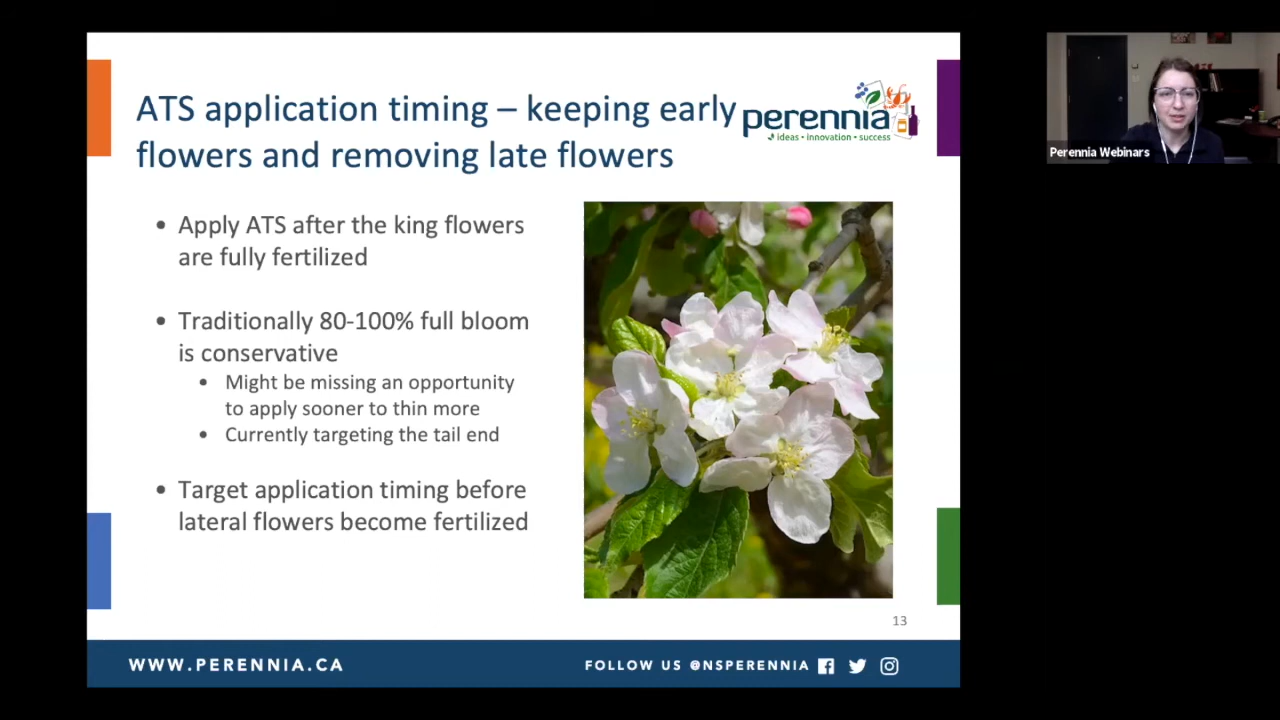 ATS application timing – keeping early
flowers and removing late flowers
perennia
ideas • innovation • success
Perennia Webinars
• Apply ATS after the king flowers
are fully fertilized
• Traditionally 80-100% full bloom
is conservative
• Might be missing an opportunity
to apply sooner to thin more
• Currently targeting the tail end
• Target application timing before
lateral flowers become fertilized
13
WWW.PERENNIA.CA
FOLLOW US @NSPERENNIA